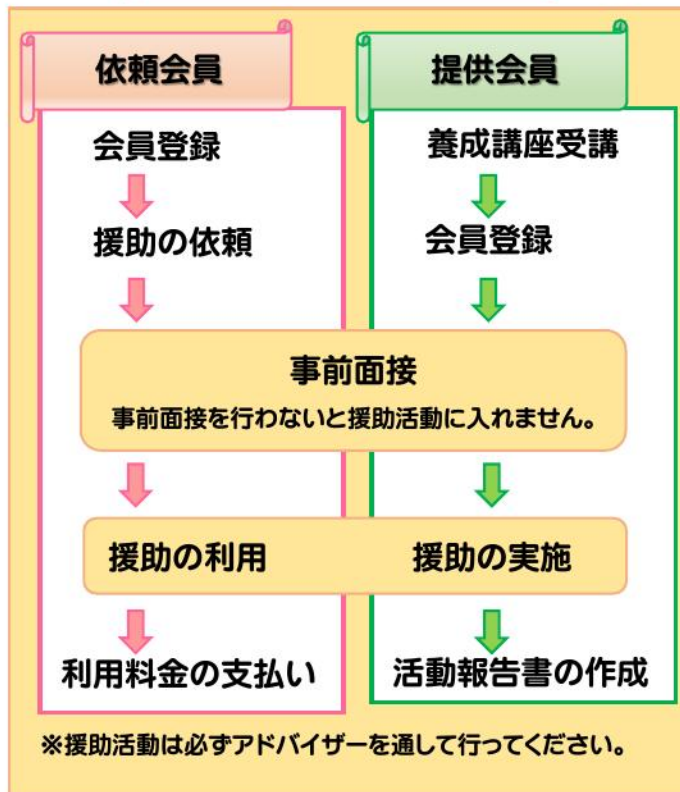 依頼会員
会員登録
援助の依頼
提供会員
養成講座受講
会員登録
事前面接
事前面接を行わないと援助活動に入れません。
援助の利用
援助の実施
利用料金の支払い
活動報告書の作成
※援助活動は必ずアドバイザーを通して行ってください。